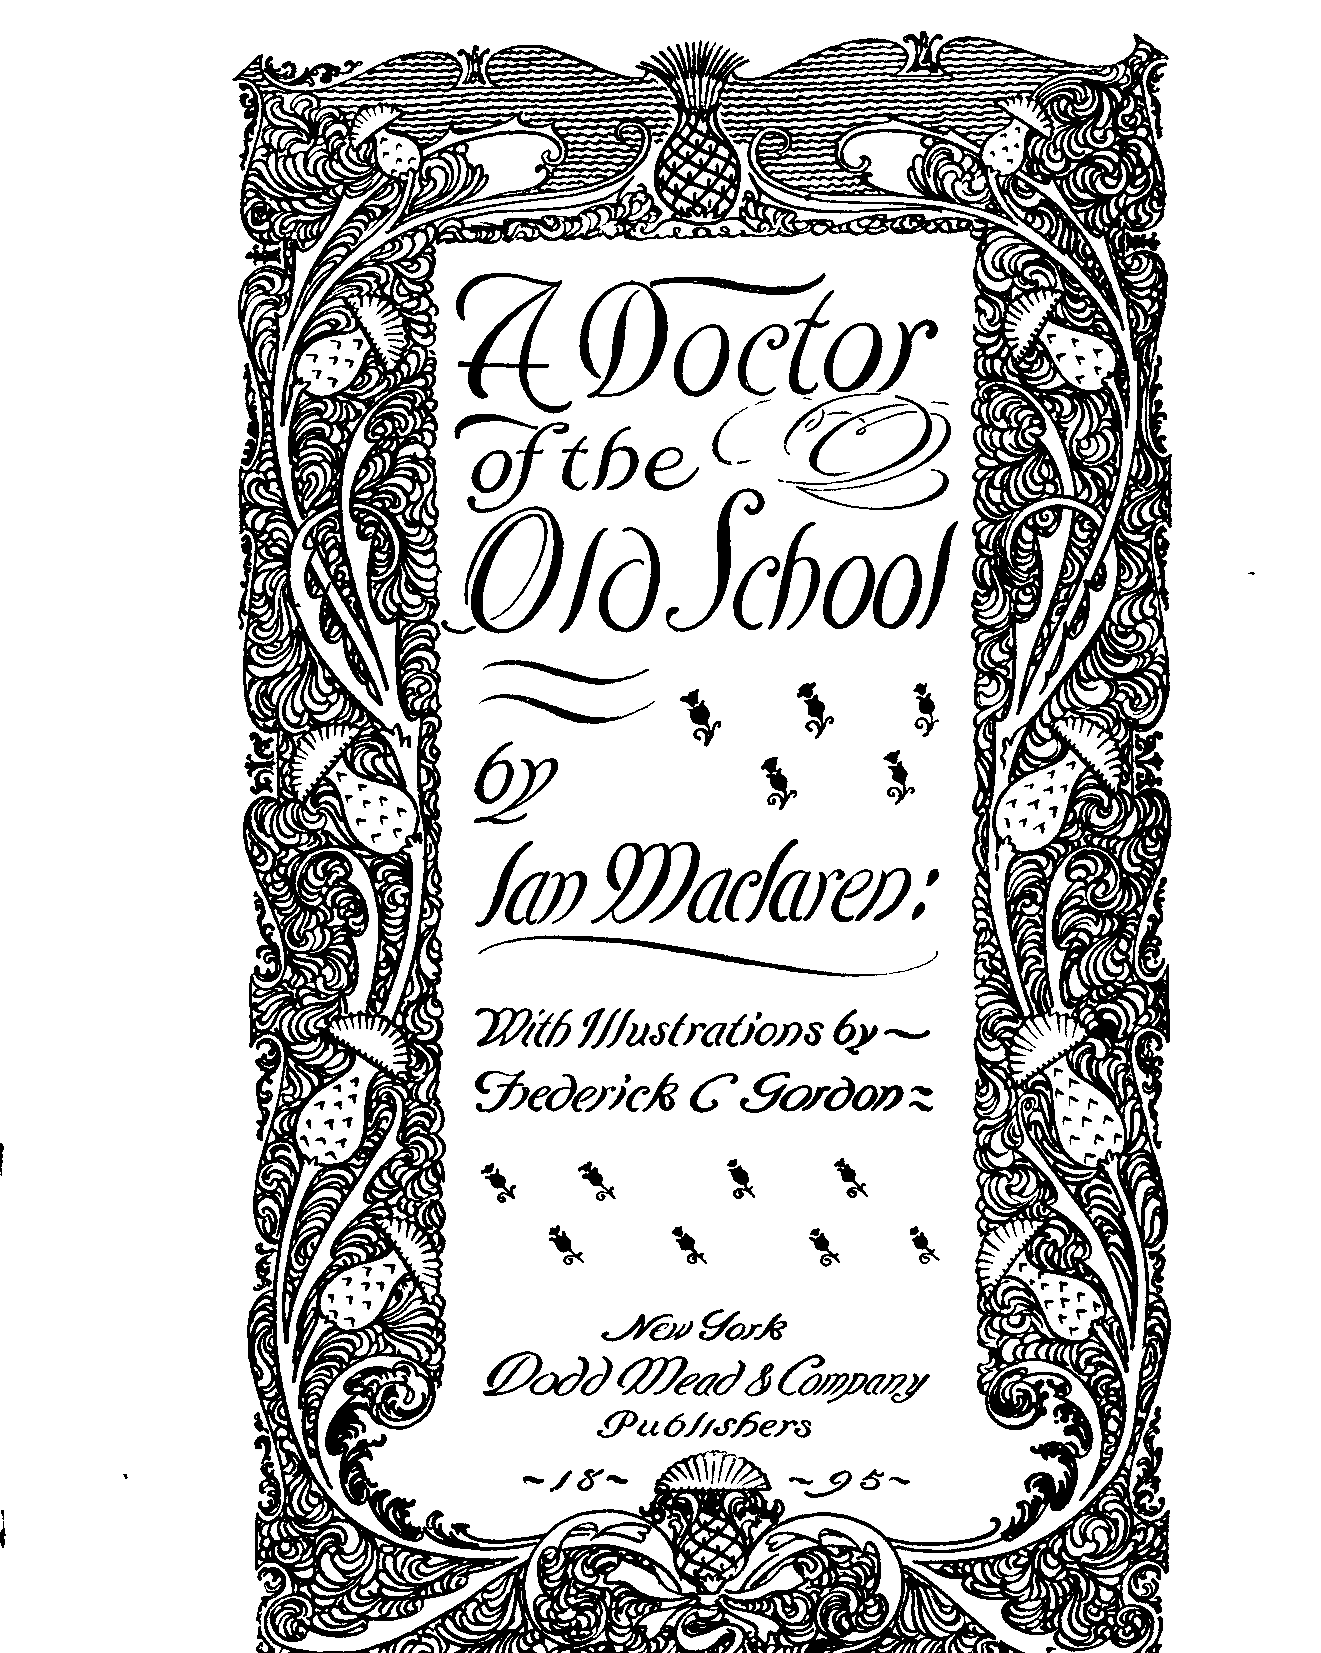 A Doctor
of the
Old School
by
Ian Maclaren:
With Illustrations by
Frederick C Gordon
New York
Dodd Mead & Company
Publishers
~18~ ~95~